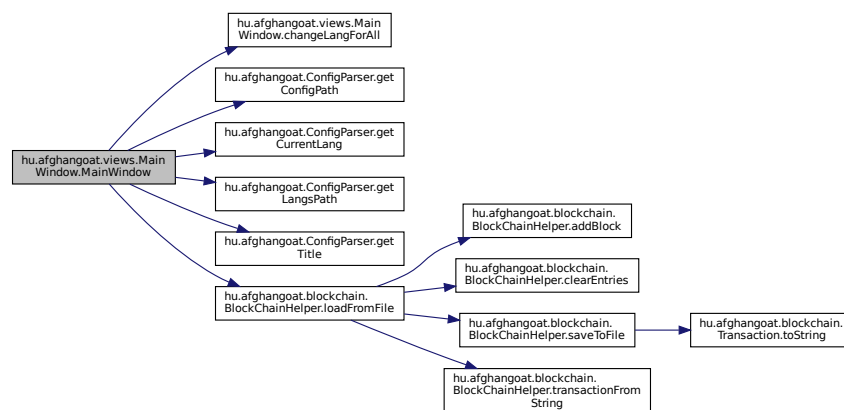 hu.afghangoat.views.Main
Window.MainWindow
hu.afghangoat.views.Main
Window.changeLangForAll
hu.afghangoat.ConfigParser.get
ConfigPath
hu.afghangoat.ConfigParser.get
CurrentLang
hu.afghangoat.ConfigParser.get
LangsPath
hu.afghangoat.ConfigParser.get
Title
hu.afghangoat.blockchain.
BlockChainHelper.loadFromFile
hu.afghangoat.blockchain.
BlockChainHelper.addBlock
hu.afghangoat.blockchain.
BlockChainHelper.clearEntries
hu.afghangoat.blockchain.
BlockChainHelper.saveToFile
hu.afghangoat.blockchain.
Transaction.toString
hu.afghangoat.blockchain.
BlockChainHelper.transactionFrom
String